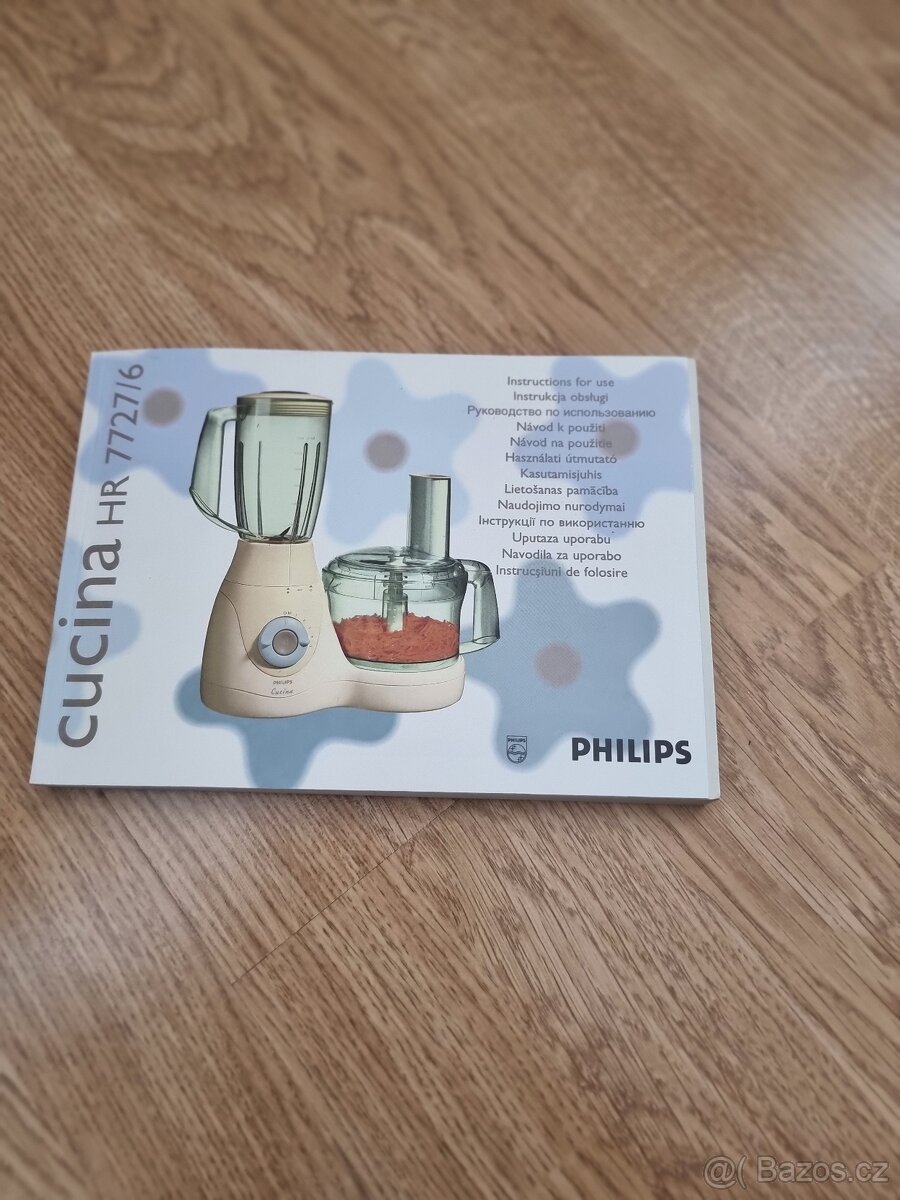 cucina HR 7727/6
Instructions for use
Instrukcja obsługi
Руководство по использованию
Návod k použití
Návod na použitie
Használati útmutató
Kasutamisjuhis
Lietošanas pamācība
Naudojimo nurodymai
Інструкції по використанню
Uputaza uporabu
Navodila za uporabo
Instrucşiuni de folosire
PHILIPS
Cucina
PHILIPS
PHILIPS
@( Bazos.cz